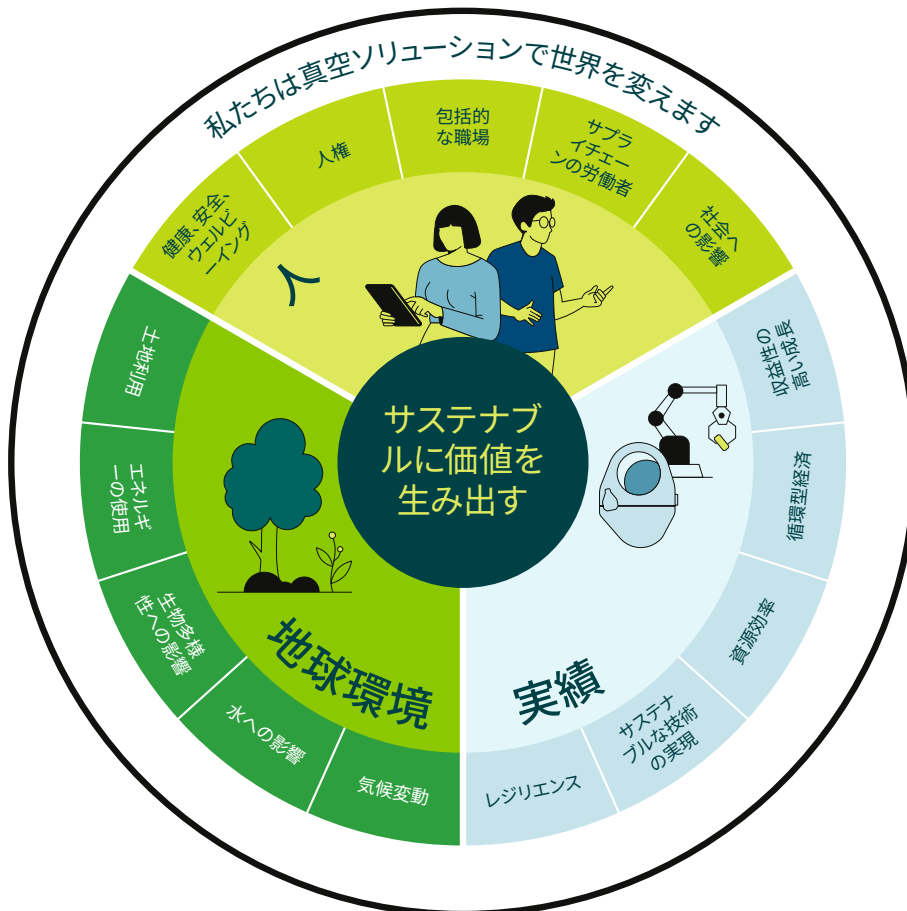 私たちは真空ソリューションで世界を変えます
健康、安全、
ウェルビ
ーイング
人権
包括的
な職場
サプラ
イチェー
ンの労働者
社会へ
の影響
人
土地利用
エネルギ
ーの使用
生物多様
性への影響
水への影響
気候変動
地球環境
収益性の
高い成長
循環型経済
資源効率
サステナ
ブルな技術
の実現
レジリエンス
実績
サステナブ
ルに価値を
生み出す